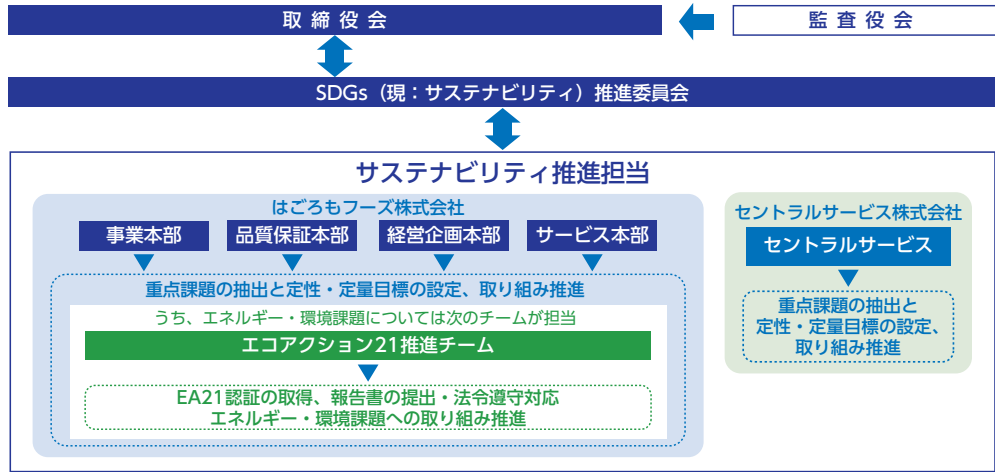 取締役会
監査役会
SDGs（現：サステナビリティ）推進委員会
サステナビリティ推進担当
はごろもフーズ株式会社
事業本部
品質保証本部
経営企画本部
サービス本部
重点課題の抽出と定性・定量目標の設定、取り組み推進
うち、エネルギー・環境課題については次のチームが担当
エコアクション21推進チーム
EA21認証の取得、報告書の提出・法令遵守対応
エネルギー・環境課題への取り組み推進
セントラルサービス株式会社
セントラルサービス
重点課題の抽出と
定性・定量目標の設定、
取り組み推進